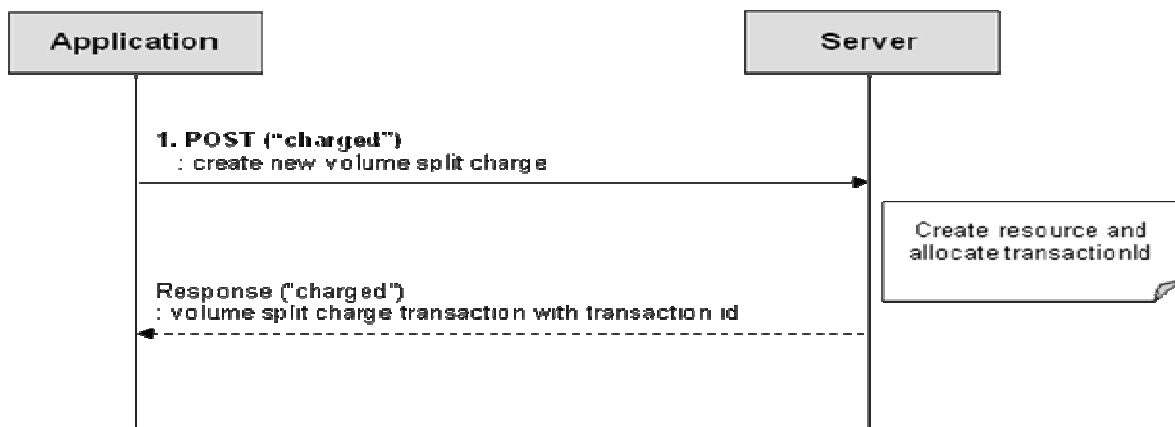 Application
Server
1. POST ("charged")
: create new volume split charge
Create resource and
allocate transactionId
Response ("charged")
: volume split charge transaction with transaction id